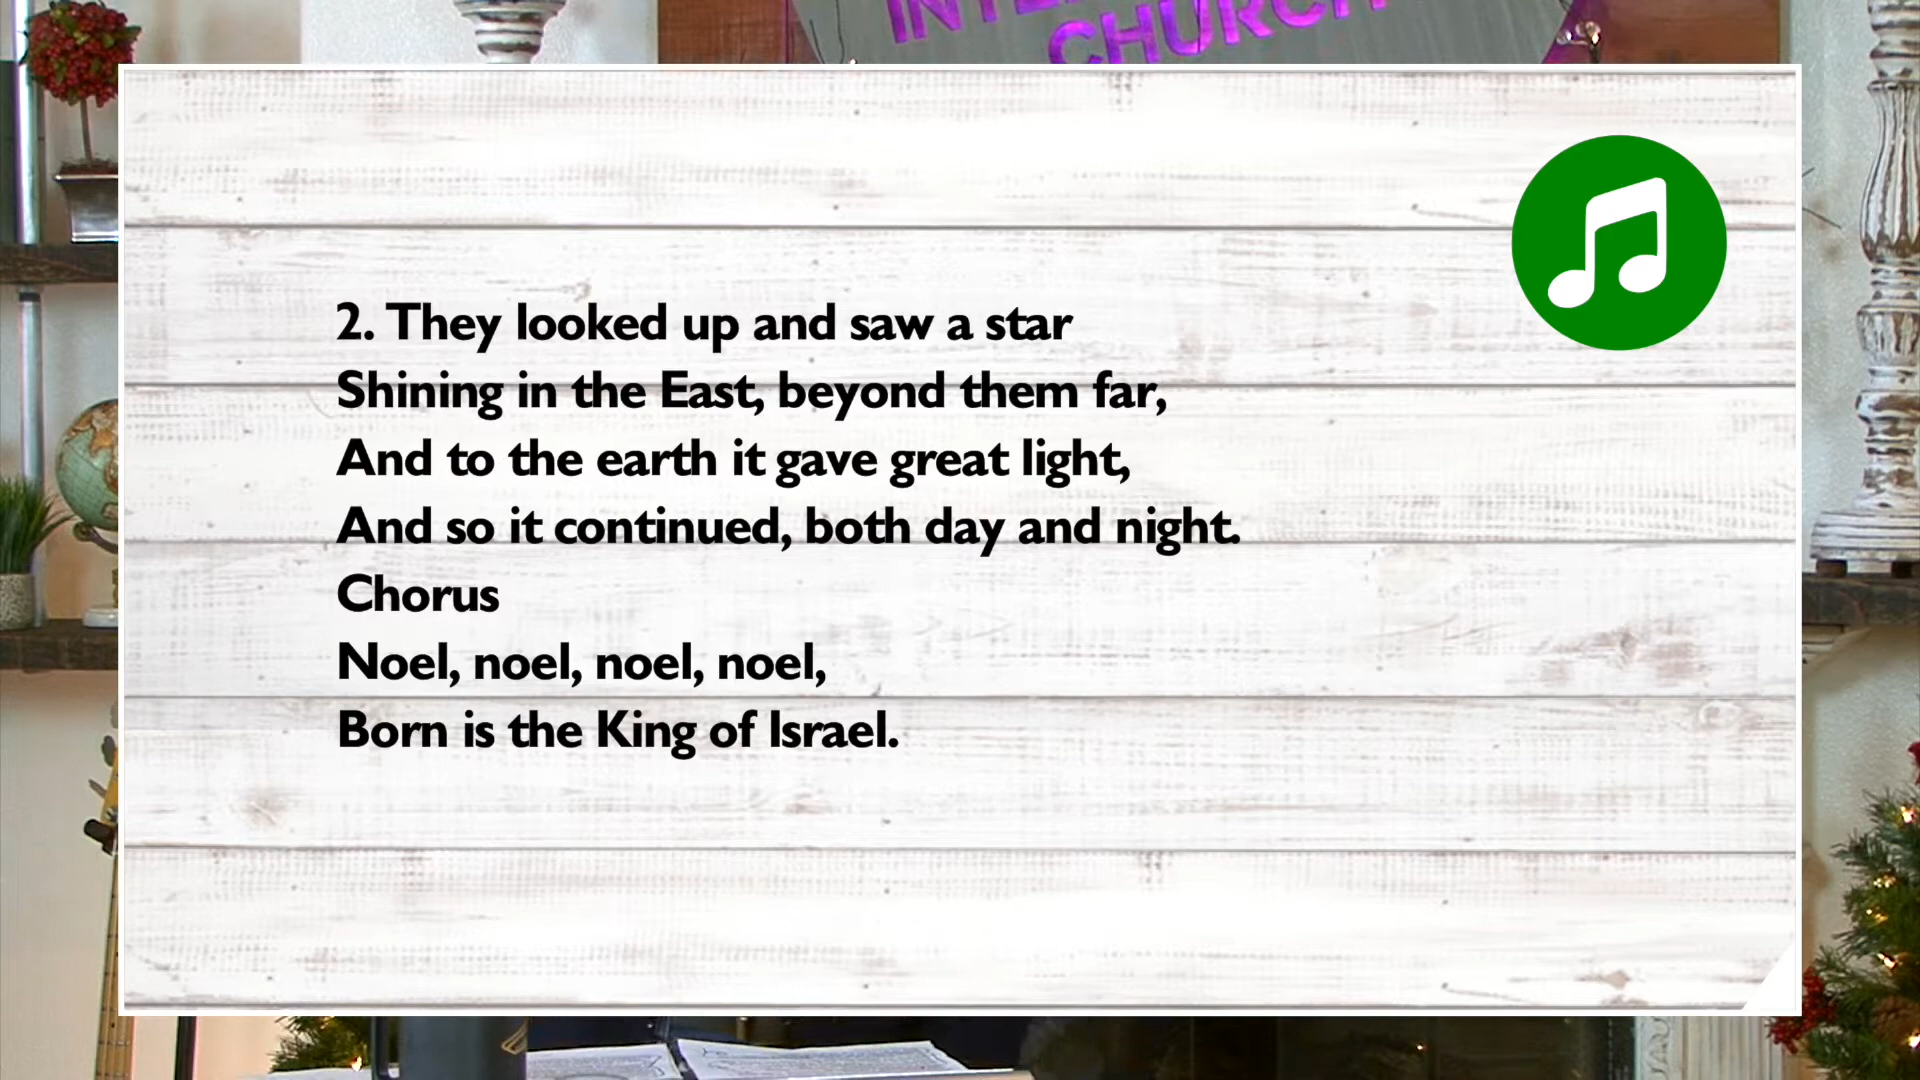 CHURCH
2. They looked up and saw a star
Shining in the East, beyond them far,
And to the earth it gave great light,
And so it continued, both day and night.
Chorus
Noel, noel, noel, noel,
Born is the King of Israel.